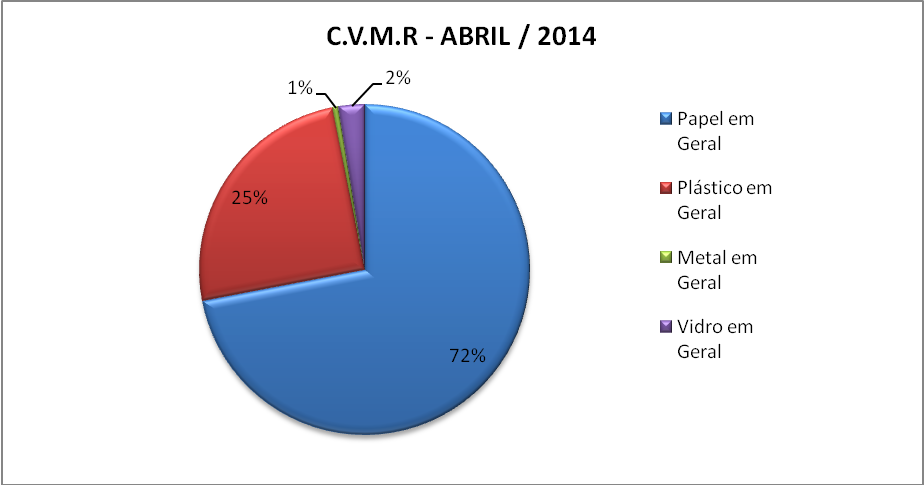 C.V.M.R - ABRIL / 2014
1%
2%
25%
72%
Papel em
Geral
Plástico em
Geral
Metal em
Geral
Vidro em
Geral